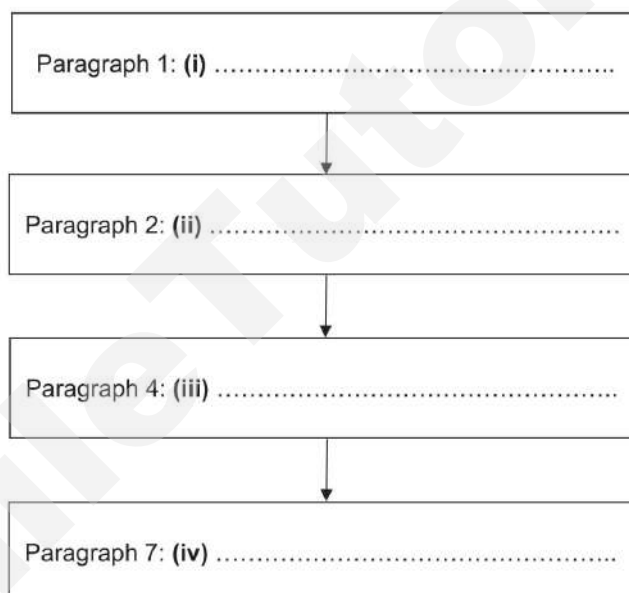 Paragraph 1: (i) ……………………………………………….
Paragraph 2: (ii) ……………………………………………….
Paragraph 4: (iii) ……………………………………………….
Paragraph 7: (iv) ……………………………………………….